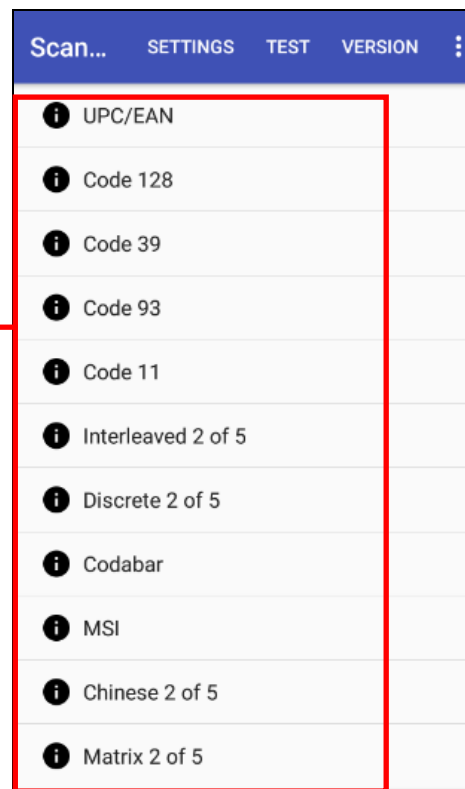 Scan... SETTINGS TEST VERSION
UPC/EAN
Code 128
Code 39
Code 93
Code 11
Interleaved 2 of 5
Discrete 2 of 5
Codabar
MSI
Chinese 2 of 5
Matrix 2 of 5